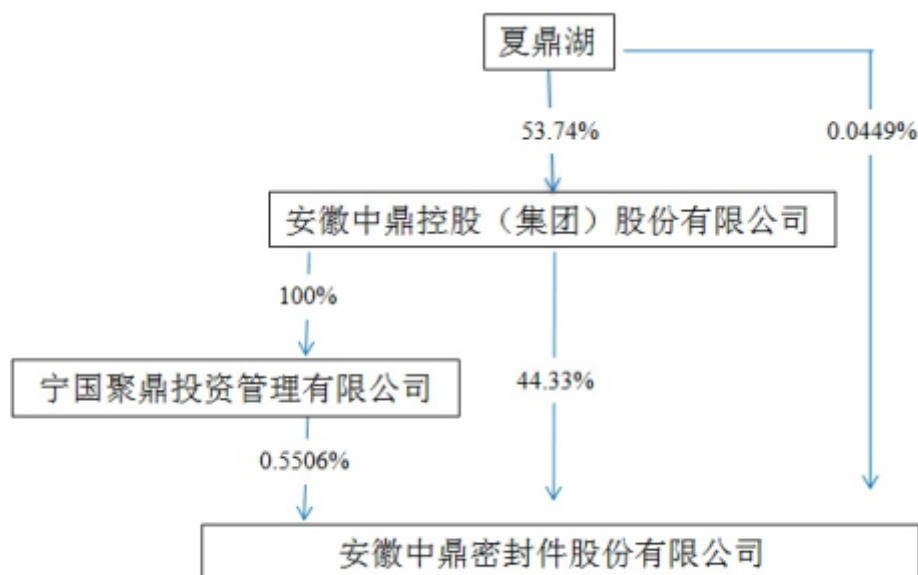 夏鼎湖
53.74%
0.0449%
安徽中鼎控股（集团）股份有限公司
100%
宁国聚鼎投资管理有限公司
44.33%
0.5506%
安徽中鼎密封件股份有限公司